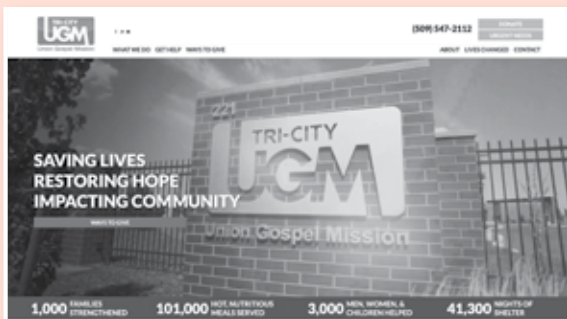 TRI-CITY
UGM
Union Gospel Mission
(509) 547-2112
DONATE
URGENT NEEDS
WHAT WE DO GET HELP WAYS TO GIVE
ABOUT LIVES CHANGED CONTACT
221
TRI-CITY
UGM
Union Gospel Mission
SAVING LIVES
RESTORING HOPE
IMPACTING COMMUNITY
WAYS TO GIVE
1,000 FAMILIES STRENGTHENED
101,000 HOT, NUTRITIOUS MEALS SERVED
3,000 MEN, WOMEN, & CHILDREN HELPED
41,300 NIGHTS OF SHELTER